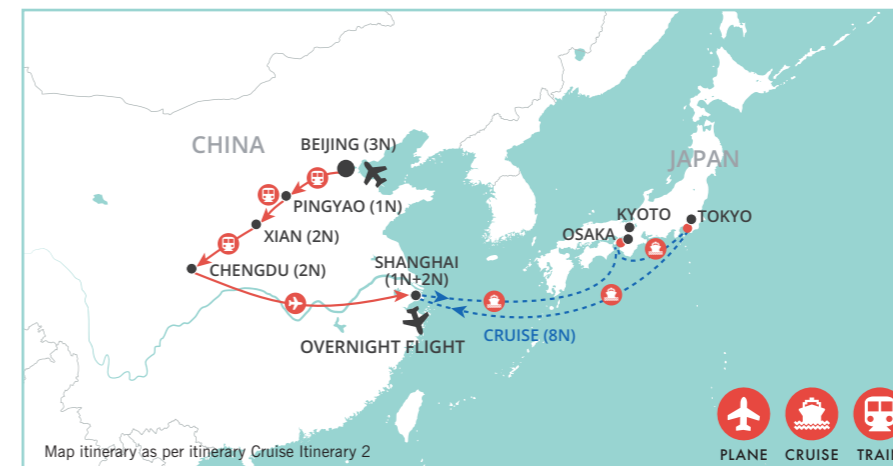 CHINA
BEIJING (3N)
JAPAN
PINGYAO (1N)
KYOTO
TOKYO
OSAKA
XIAN (2N)
CHENGDU (2N)
SHANGHAI
(1N+2N)
CRUISE (8N)
OVERNIGHT FLIGHT
Map itinerary as per itinerary Cruise Itinerary 2
PLANE
CRUISE
TRAIN